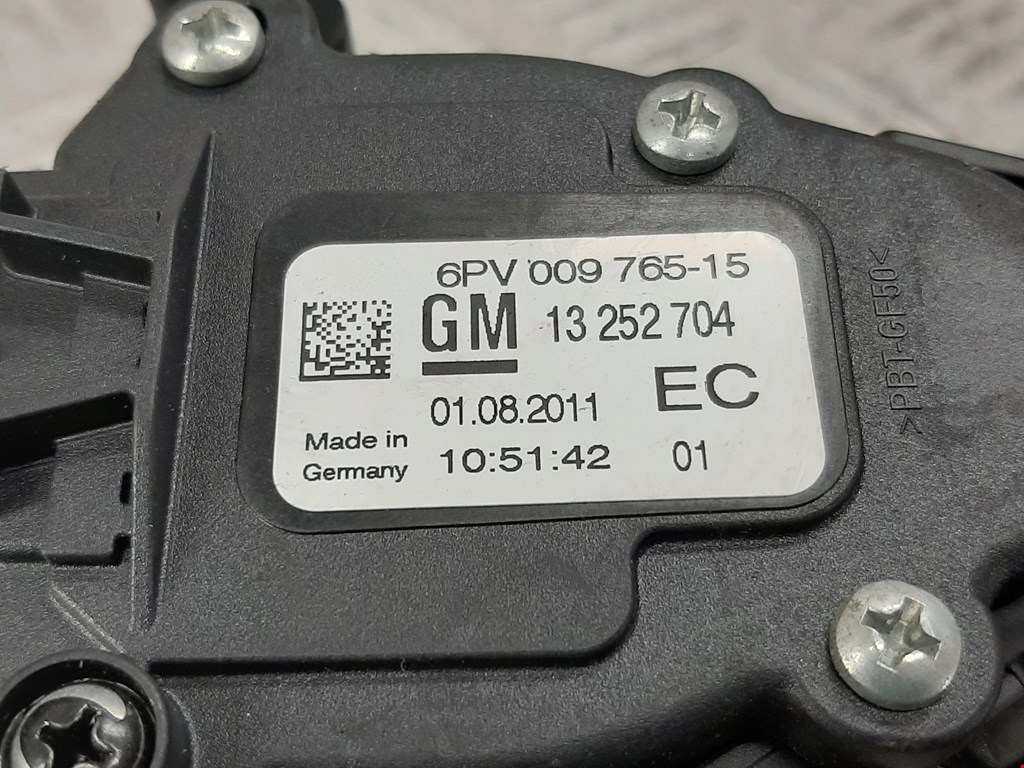 6PV 009 765-15
GM 13 252 704
01.08.2011 EC
Made in
Germany
10:51:42 01
>PBT-GF50<